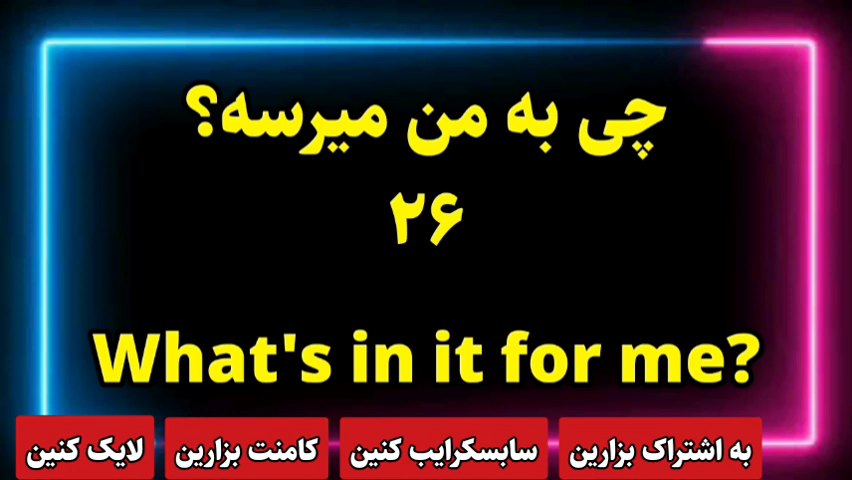 چی به من میرسه؟
۲۶
What's in it for me?
به اشتراک بزارین سابسکرایب کنین کامنت بزارین لایک کنین